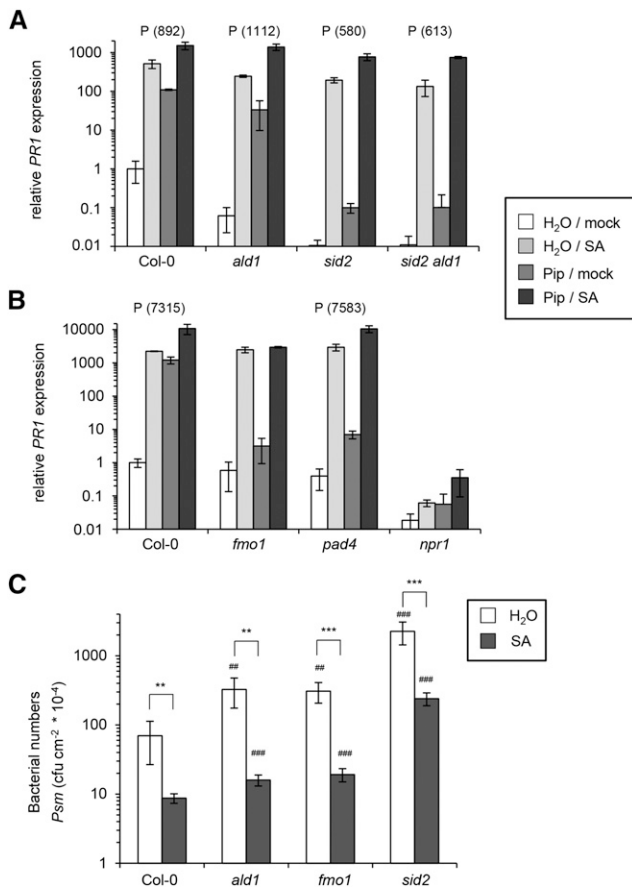 A
P (892) P (1112) P (580) P (613)
relative PR1 expression
1000
100
10
1
0.1
0.01
Col-0 ald1 sid2 sid2 ald1
H₂O / mock
H₂O / SA
Pip / mock
Pip / SA
B
P (7315) P (7583)
relative PR1 expression
10000
1000
100
10
1
0.1
0.01
Col-0 fmo1 pad4 npr1
C
H₂O
SA
Bacterial numbers
Psm (cfu cm⁻² * 10⁻⁴)
1000
100
10
1
** ** *** ***
## ## ###
### ### ###
Col-0 ald1 fmo1 sid2